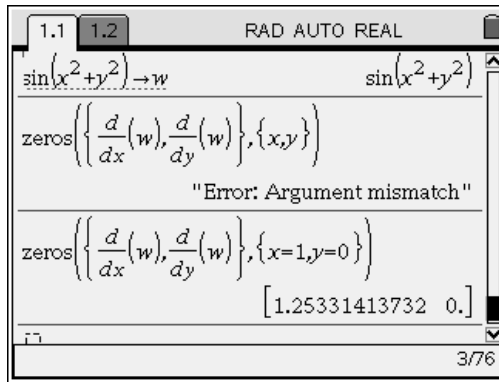 1.1 1.2 RAD AUTO REAL
sin(x²+y²)→w sin(x²+y²)
zeros({d/dx(w),d/dy(w)},{x,y})
"Error: Argument mismatch"
zeros({d/dx(w),d/dy(w)},{x=1,y=0})
[1.25331413732 0.]
3/76